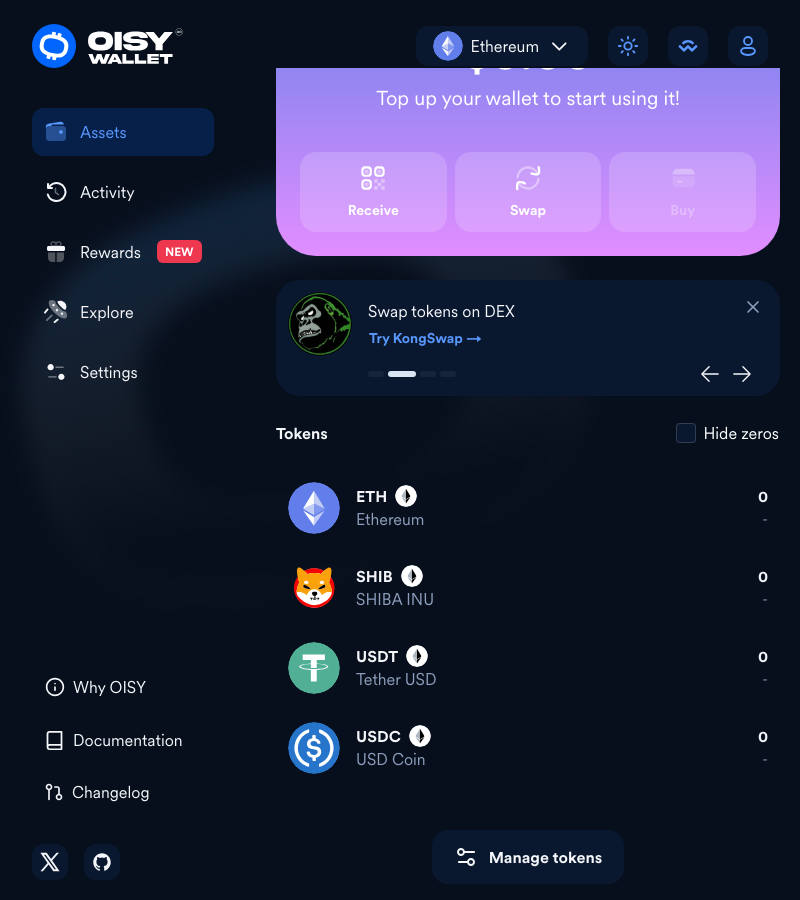 OISY
WALLET
Ethereum
Top up your wallet to start using it!
Receive
Swap
Buy
Assets
Activity
Rewards
NEW
Explore
Settings
Swap tokens on DEX
Try KongSwap →
Tokens
Hide zeros
ETH
0
Ethereum
-
SHIB
0
SHIBA INU
-
USDT
0
Tether USD
-
USDC
0
USD Coin
-
Why OISY
Documentation
Changelog
Manage tokens